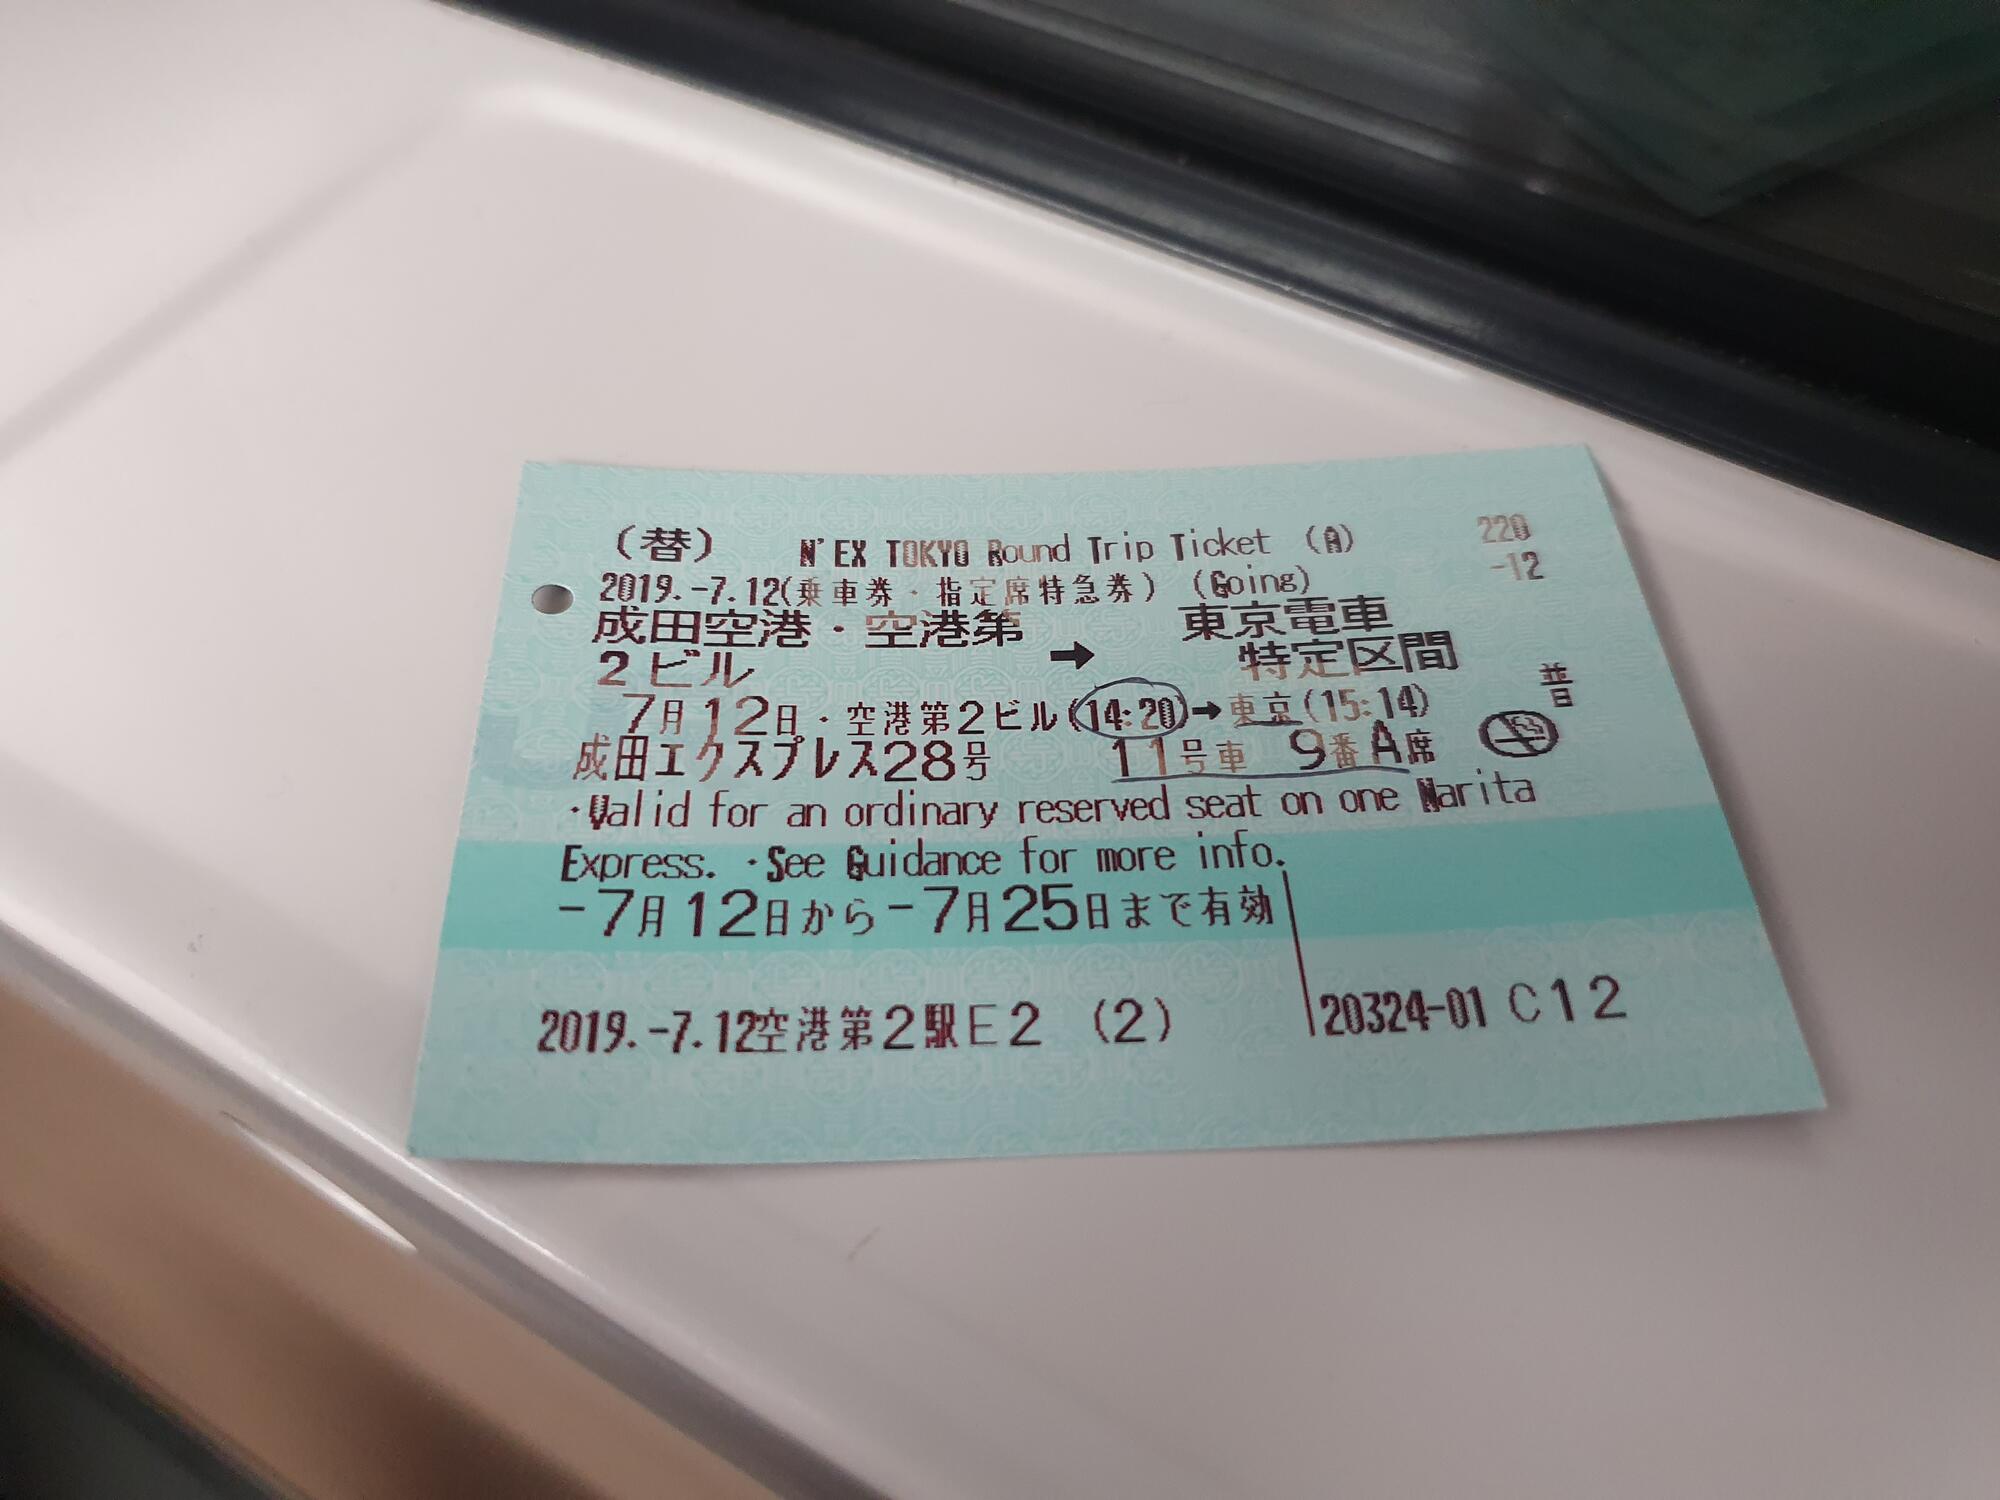 (替) N'EX TOKYO Round Trip Ticket (A) 220
2019.-7.12(乗車券・指定席特急券) (Going) -12
成田空港・空港第 東京電車
2ビル ➡ 特定区間
7月12日・空港第2ビル(14:20)➡東京(15:14) 普
成田エクスプレス28号 11号車 9番A席
・Valid for an ordinary reserved seat on one Narita
Express. ・See Guidance for more info.
-7月12日から-7月25日まで有効
2019.-7.12空港第2駅E2 (2) 20324-01 C12